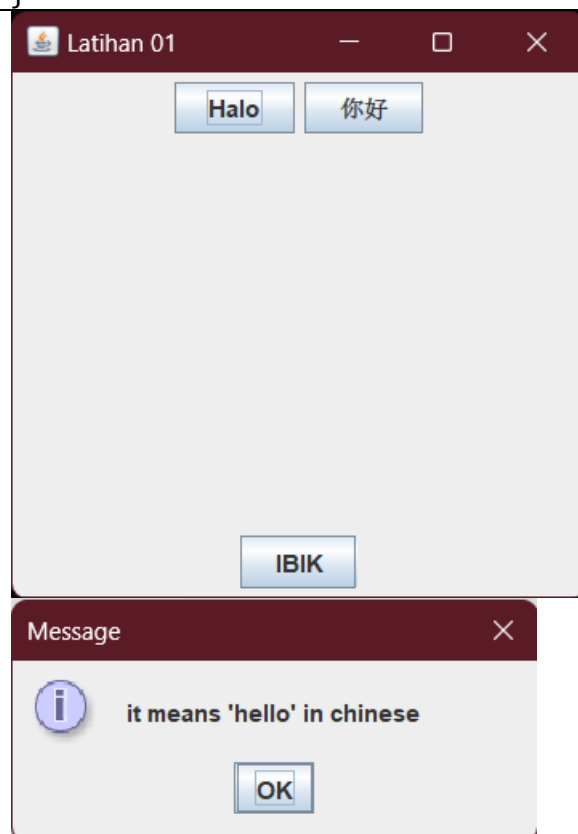 }
Latihan 01
Halo 你好
IBIK
Message
it means 'hello' in chinese
OK